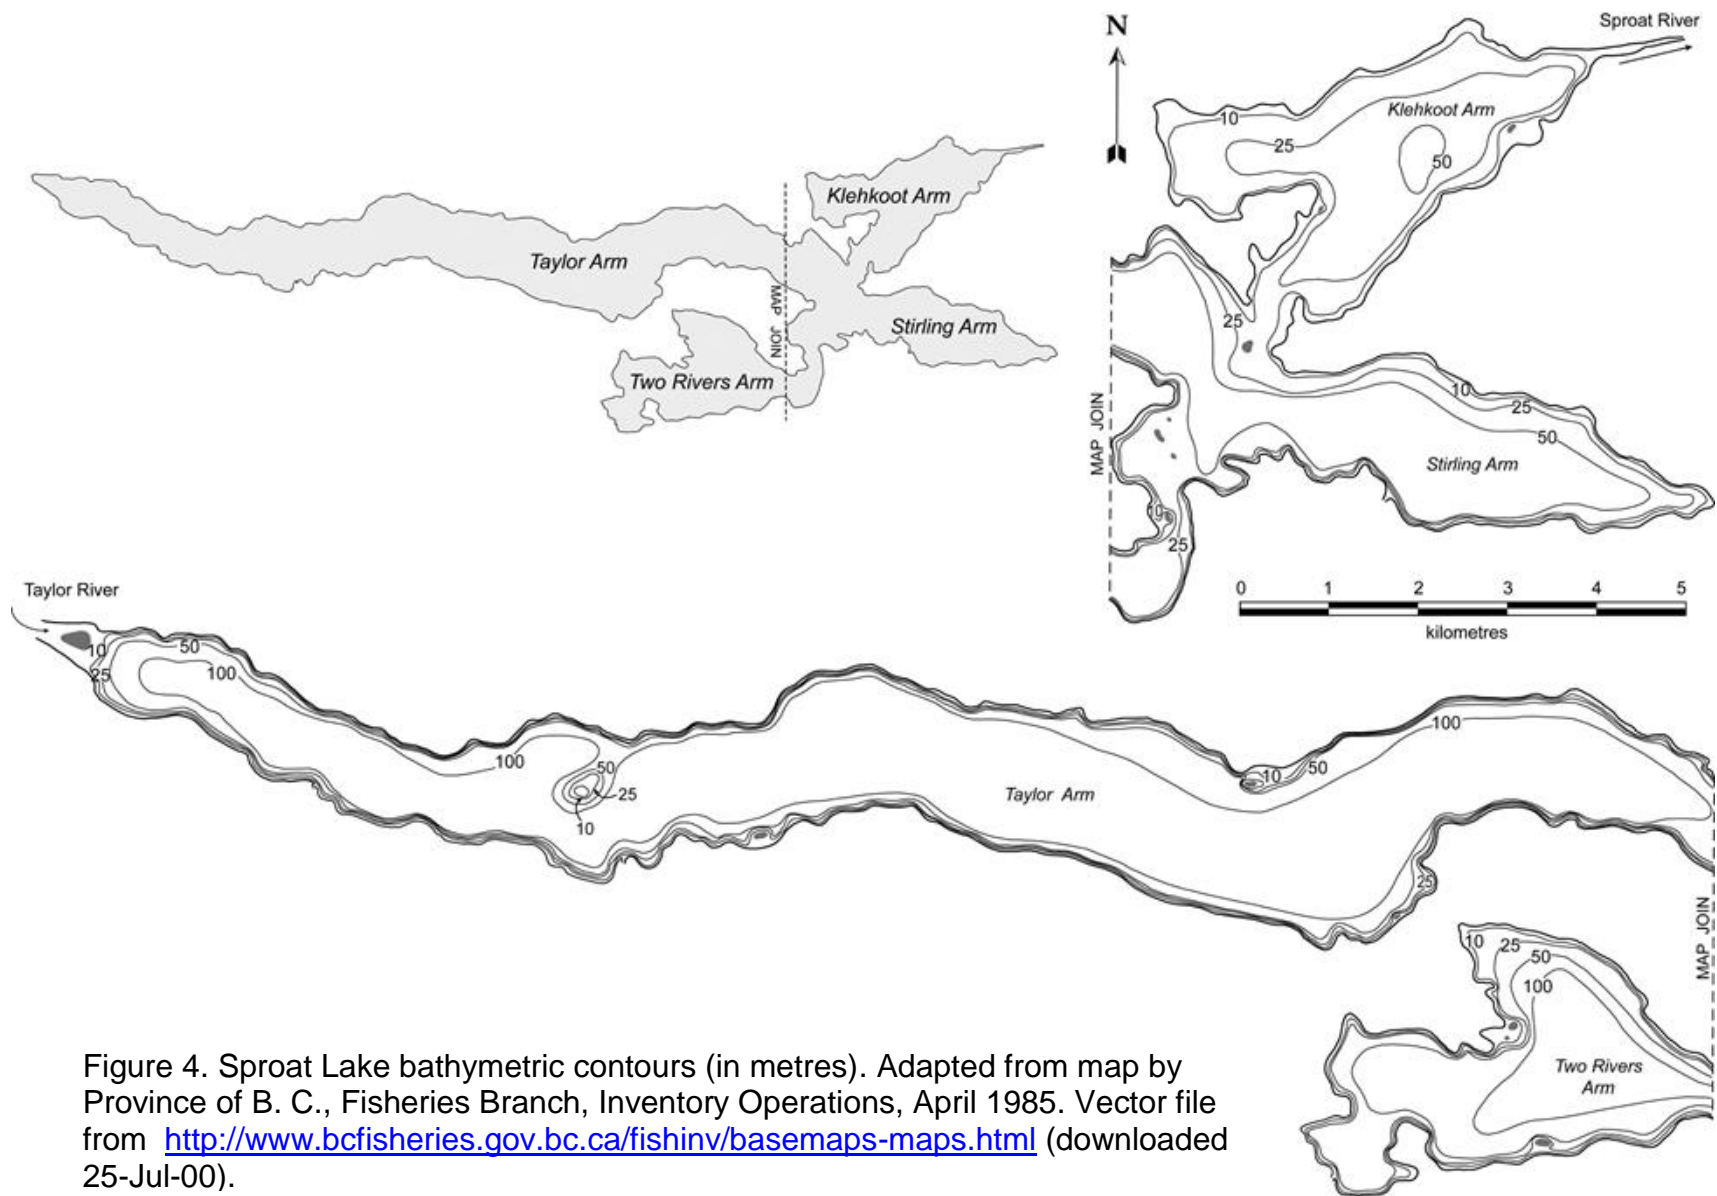 N
Sproat River
Klehkoot Arm
10
25
50
Klehkoot Arm
Taylor Arm
MAP JOIN
Stirling Arm
Two Rivers Arm
25
10
25
50
MAP JOIN
Stirling Arm
10
25
0 1 2 3 4 5
kilometres
Taylor River
10
50
25
100
100
50
25
10
Taylor Arm
10
50
100
25
MAP JOIN
10
25
50
100
Two Rivers
Arm
Figure 4. Sproat Lake bathymetric contours (in metres). Adapted from map by
Province of B. C., Fisheries Branch, Inventory Operations, April 1985. Vector file
from http://www.bcfisheries.gov.bc.ca/fishinv/basemaps-maps.html (downloaded
25-Jul-00).